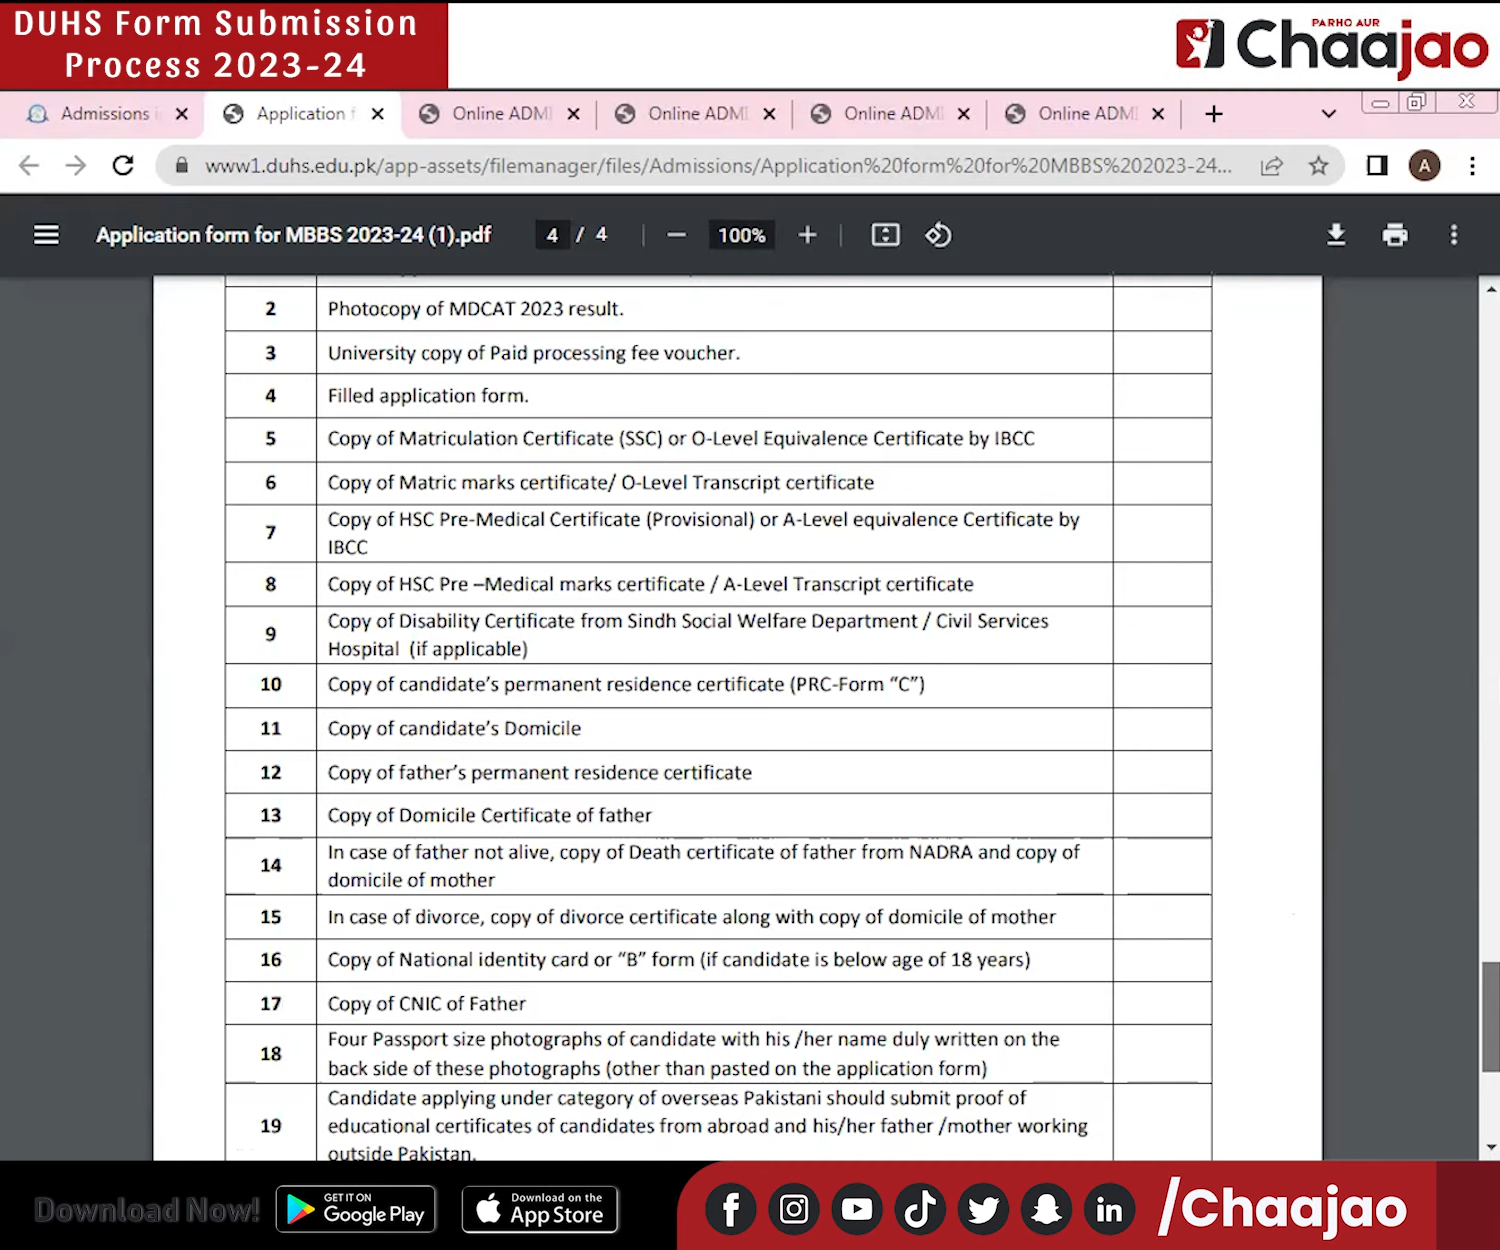 DUHS Form Submission
Process 2023-24
PARHO AUR
Chaajao
Admissions
Application f
Online ADMI
Online ADMI
Online ADMI
Online ADMI
www1.duhs.edu.pk/app-assets/filemanager/files/Admissions/Application%20form%20for%20MBBS%202023-24...
A
Application form for MBBS 2023-24 (1).pdf
4 / 4
100%
2 Photocopy of MDCAT 2023 result.
3 University copy of Paid processing fee voucher.
4 Filled application form.
5 Copy of Matriculation Certificate (SSC) or O-Level Equivalence Certificate by IBCC
6 Copy of Matric marks certificate/ O-Level Transcript certificate
7 Copy of HSC Pre-Medical Certificate (Provisional) or A-Level equivalence Certificate by
IBCC
8 Copy of HSC Pre –Medical marks certificate / A-Level Transcript certificate
9 Copy of Disability Certificate from Sindh Social Welfare Department / Civil Services
Hospital (if applicable)
10 Copy of candidate's permanent residence certificate (PRC-Form "C")
11 Copy of candidate's Domicile
12 Copy of father's permanent residence certificate
13 Copy of Domicile Certificate of father
14 In case of father not alive, copy of Death certificate of father from NADRA and copy of
domicile of mother
15 In case of divorce, copy of divorce certificate along with copy of domicile of mother
16 Copy of National identity card or "B" form (if candidate is below age of 18 years)
17 Copy of CNIC of Father
18 Four Passport size photographs of candidate with his /her name duly written on the
back side of these photographs (other than pasted on the application form)
19 Candidate applying under category of overseas Pakistani should submit proof of
educational certificates of candidates from abroad and his/her father /mother working
outside Pakistan.
Download Now!
GET IT ON
Google Play
Download on the
App Store
/Chaajao